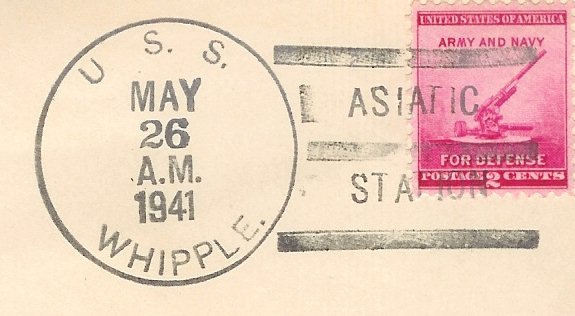 U. S. S.
MAY
26
A.M.
1941
WHIPPLE.
ASIATIC
STATION
UNITED STATES OF AMERICA
ARMY AND NAVY
FOR DEFENSE
POSTAGE 2 CENTS